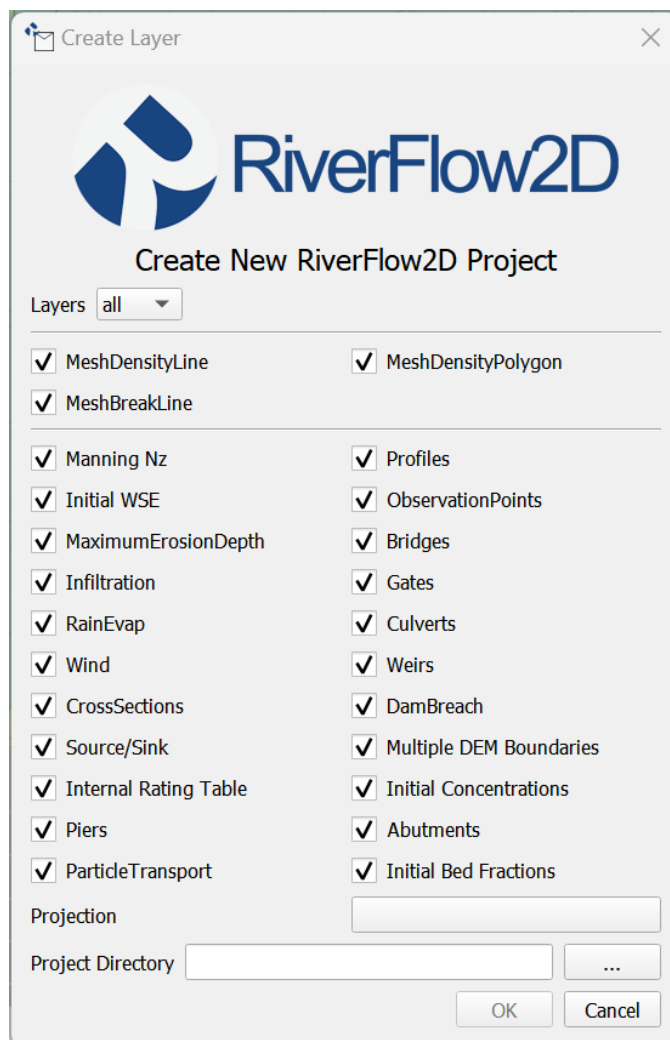 Create Layer
RiverFlow2D
Create New RiverFlow2D Project
Layers all
MeshDensityLine MeshDensityPolygon
MeshBreakLine
Manning Nz Profiles
Initial WSE ObservationPoints
MaximumErosionDepth Bridges
Infiltration Gates
RainEvap Culverts
Wind Weirs
CrossSections DamBreach
Source/Sink Multiple DEM Boundaries
Internal Rating Table Initial Concentrations
Piers Abutments
ParticleTransport Initial Bed Fractions
Projection
Project Directory ...
OK Cancel